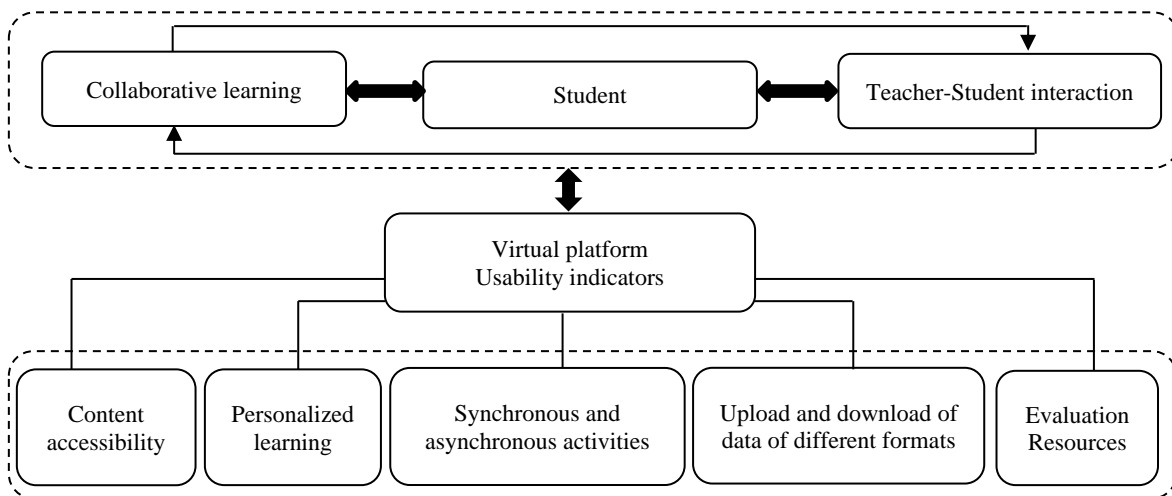 Collaborative learning
Student
Teacher-Student interaction
Virtual platform
Usability indicators
Content
accessibility
Personalized
learning
Synchronous and
asynchronous activities
Upload and download of
data of different formats
Evaluation
Resources